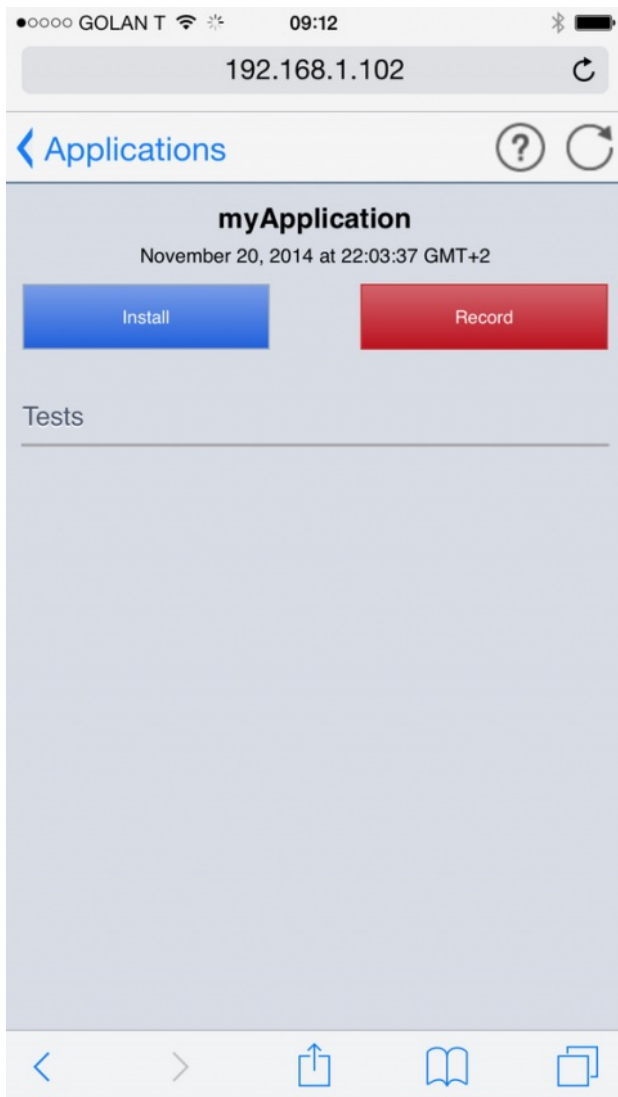 GOLAN T 09:12
192.168.1.102
Applications ?
myApplication
November 20, 2014 at 22:03:37 GMT+2
Install Record
Tests